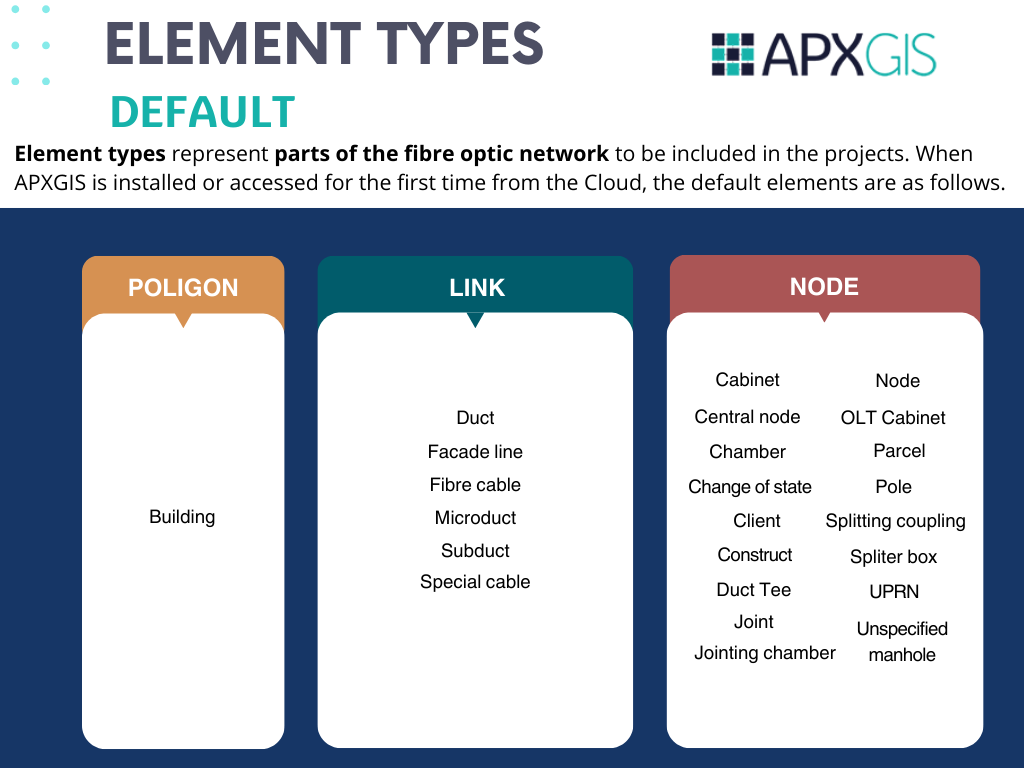 ELEMENT TYPES
APXGIS
DEFAULT
Element types represent parts of the fibre optic network to be included in the projects. When
APXGIS is installed or accessed for the first time from the Cloud, the default elements are as follows.
POLIGON
Building
LINK
Duct
Facade line
Fibre cable
Microduct
Subduct
Special cable
NODE
Cabinet
Central node
Chamber
Change of state
Client
Construct
Duct Tee
Joint
Jointing chamber
Node
OLT Cabinet
Parcel
Pole
Splitting coupling
Spliter box
UPRN
Unspecified
manhole